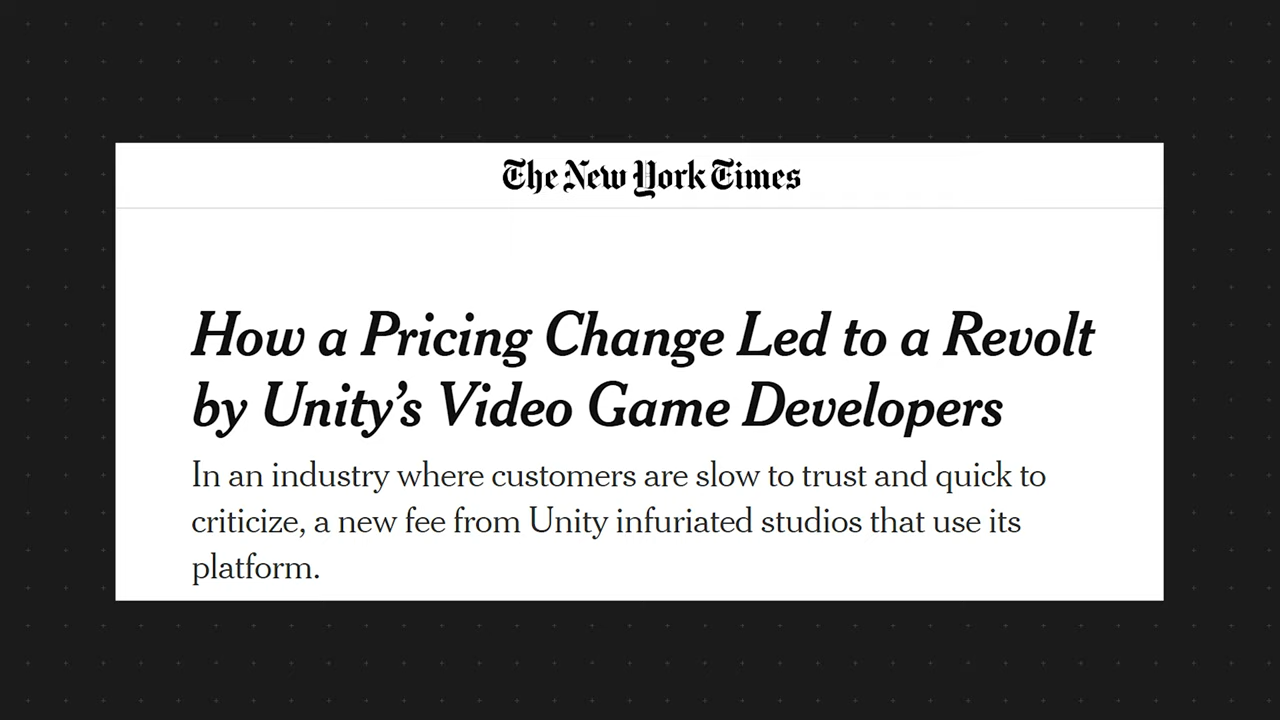 The New York Times
How a Pricing Change Led to a Revolt
by Unity’s Video Game Developers
In an industry where customers are slow to trust and quick to
criticize, a new fee from Unity infuriated studios that use its
platform.